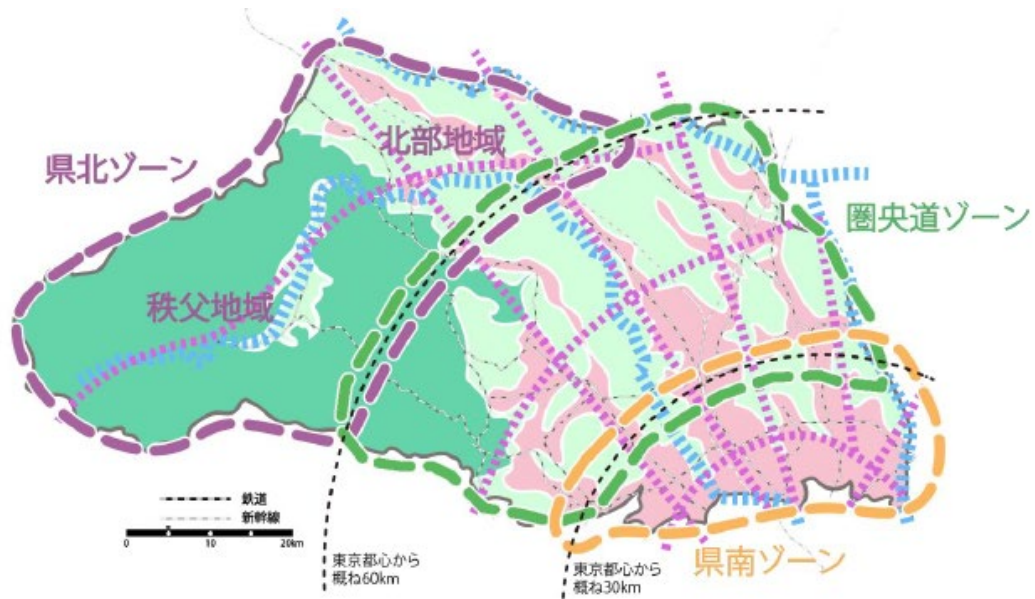 北部地域
県北ゾーン
圏央道ゾーン
秩父地域
鉄道
新幹線
0 10 20km
東京都心から
概ね60km
東京都心から
概ね30km
県南ゾーン